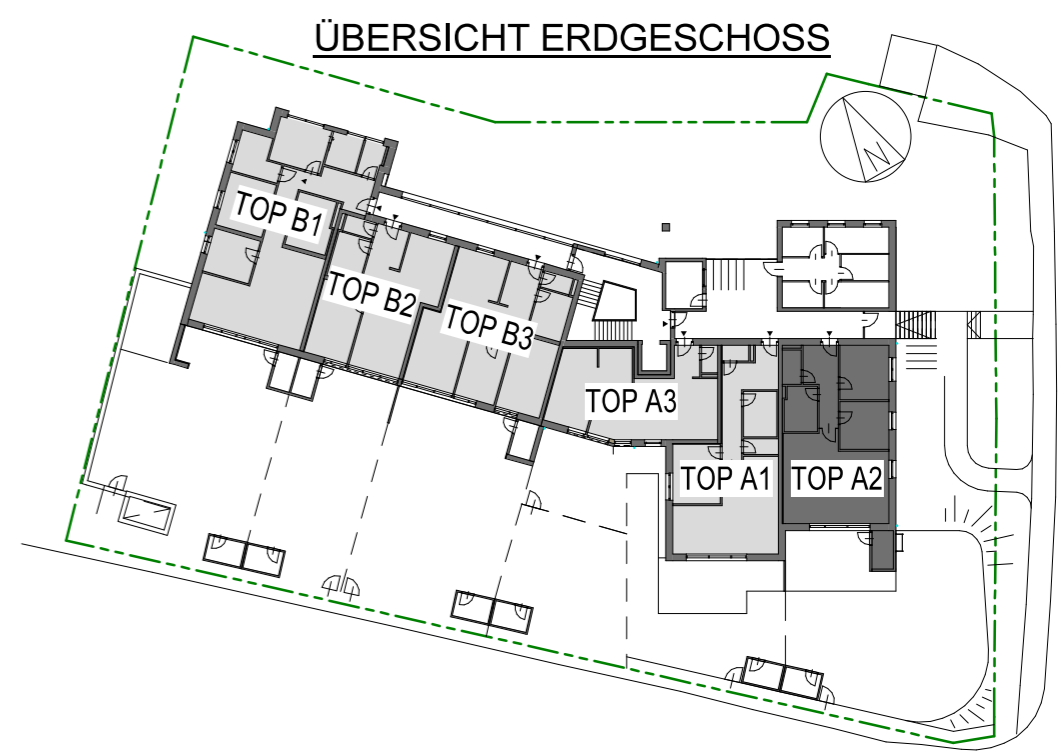 ÜBERSICHT ERDGESCHOSS
N
TOP B1
TOP B2
TOP B3
TOP A3
TOP A1
TOP A2